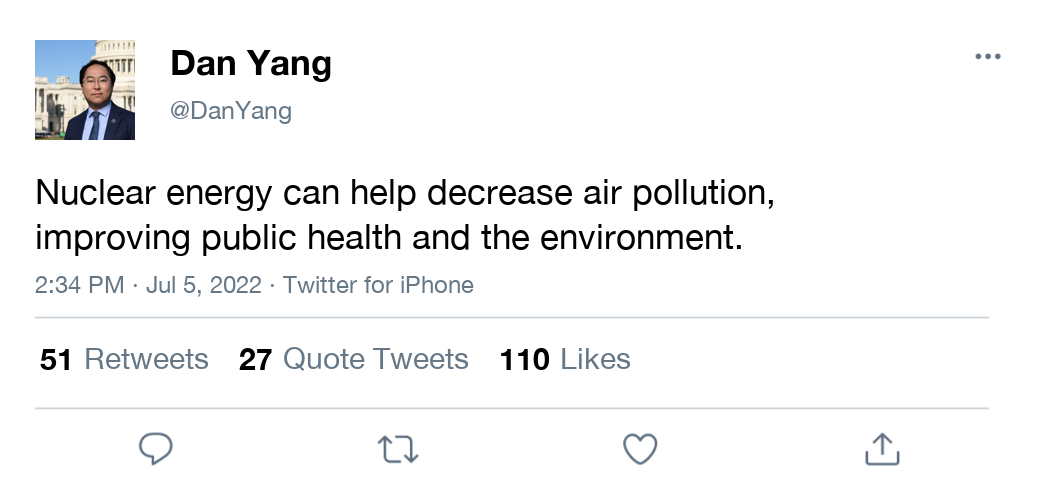 Dan Yang
@DanYang
Nuclear energy can help decrease air pollution,
improving public health and the environment.
2:34 PM · Jul 5, 2022 · Twitter for iPhone
51 Retweets 27 Quote Tweets 110 Likes